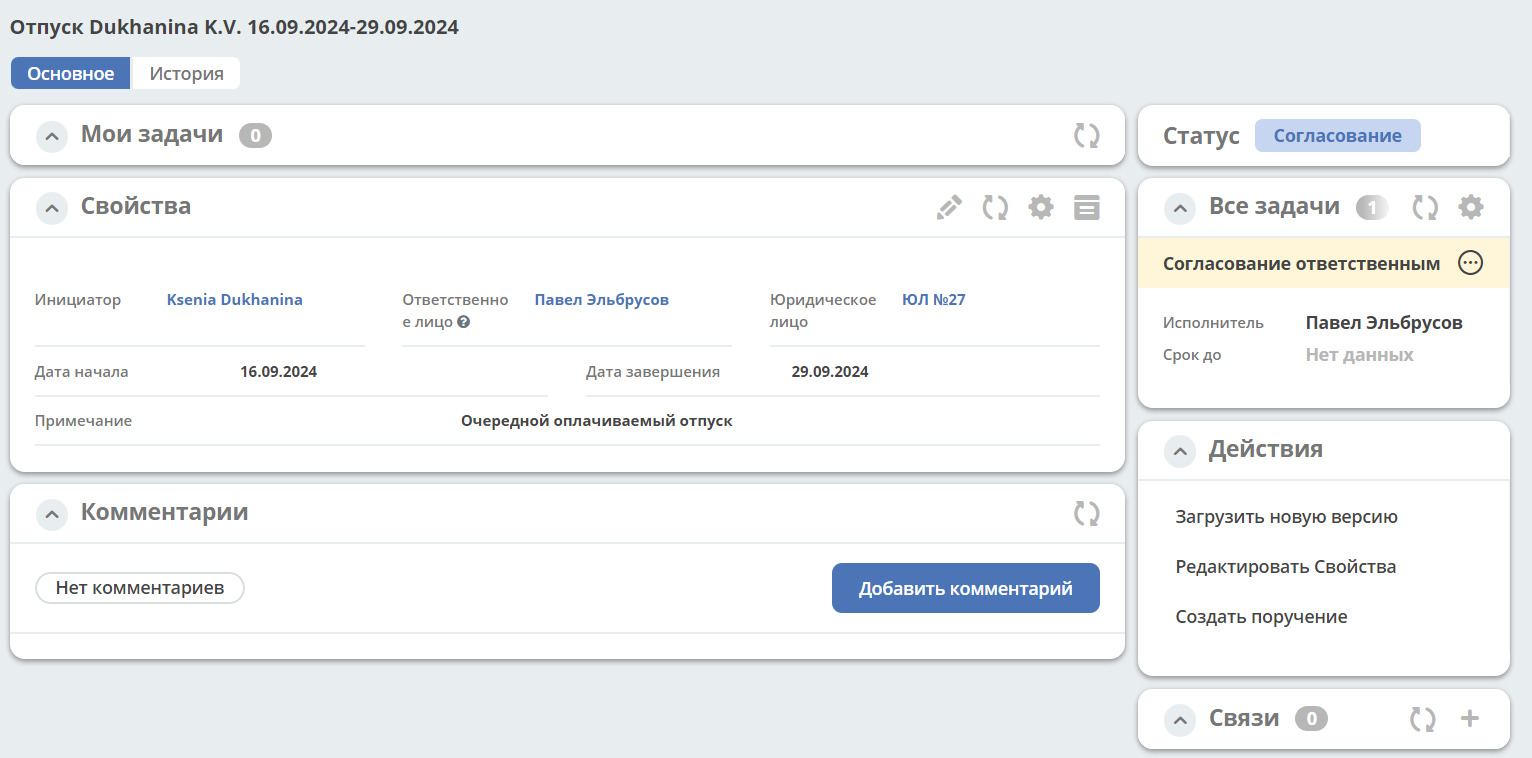 Отпуск Dukhanina K.V. 16.09.2024-29.09.2024
Основное История
Мои задачи 0
Свойства
Инициатор Ksenia Dukhanina Ответственно Павел Эльбрусов Юридическое ЮЛ №27
е лицо ? лицо
Дата начала 16.09.2024 Дата завершения 29.09.2024
Примечание Очередной оплачиваемый отпуск
Комментарии
Нет комментариев Добавить комментарий
Статус Согласование
Все задачи 1
Согласование ответственным
Исполнитель Павел Эльбрусов
Срок до Нет данных
Действия
Загрузить новую версию
Редактировать Свойства
Создать поручение
Связи 0